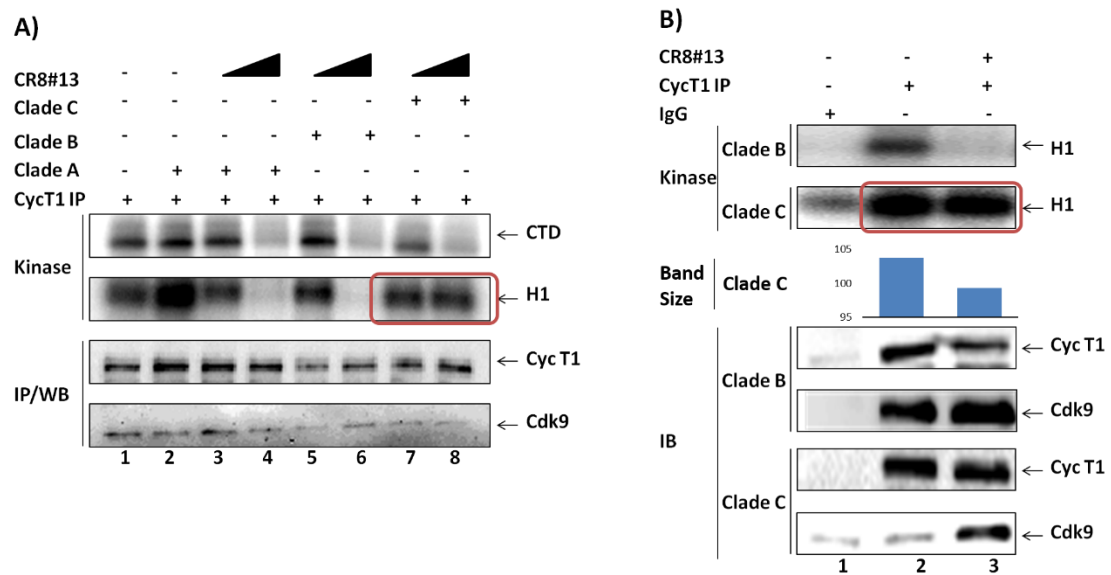 A)
CR8#13 - -
Clade C - - - - - - + +
Clade B - - - - + + - -
Clade A - + + + - - - -
CycT1 IP + + + + + + + +
Kinase
CTD
H1
IP/WB
Cyc T1
Cdk9
1 2 3 4 5 6 7 8
B)
CR8#13 - - +
CycT1 IP - + +
IgG + - -
Kinase
Clade B
H1
Clade C
H1
Band Size
Clade C
105
100
95
IB
Clade B
Cyc T1
Cdk9
Clade C
Cyc T1
Cdk9
1 2 3